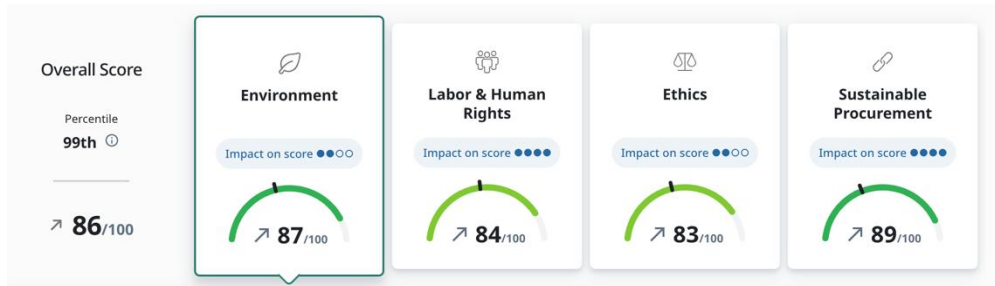 Overall Score
Percentile
99th
86/100
Environment
Impact on score
87/100
Labor & Human
Rights
Impact on score
84/100
Ethics
Impact on score
83/100
Sustainable
Procurement
Impact on score
89/100